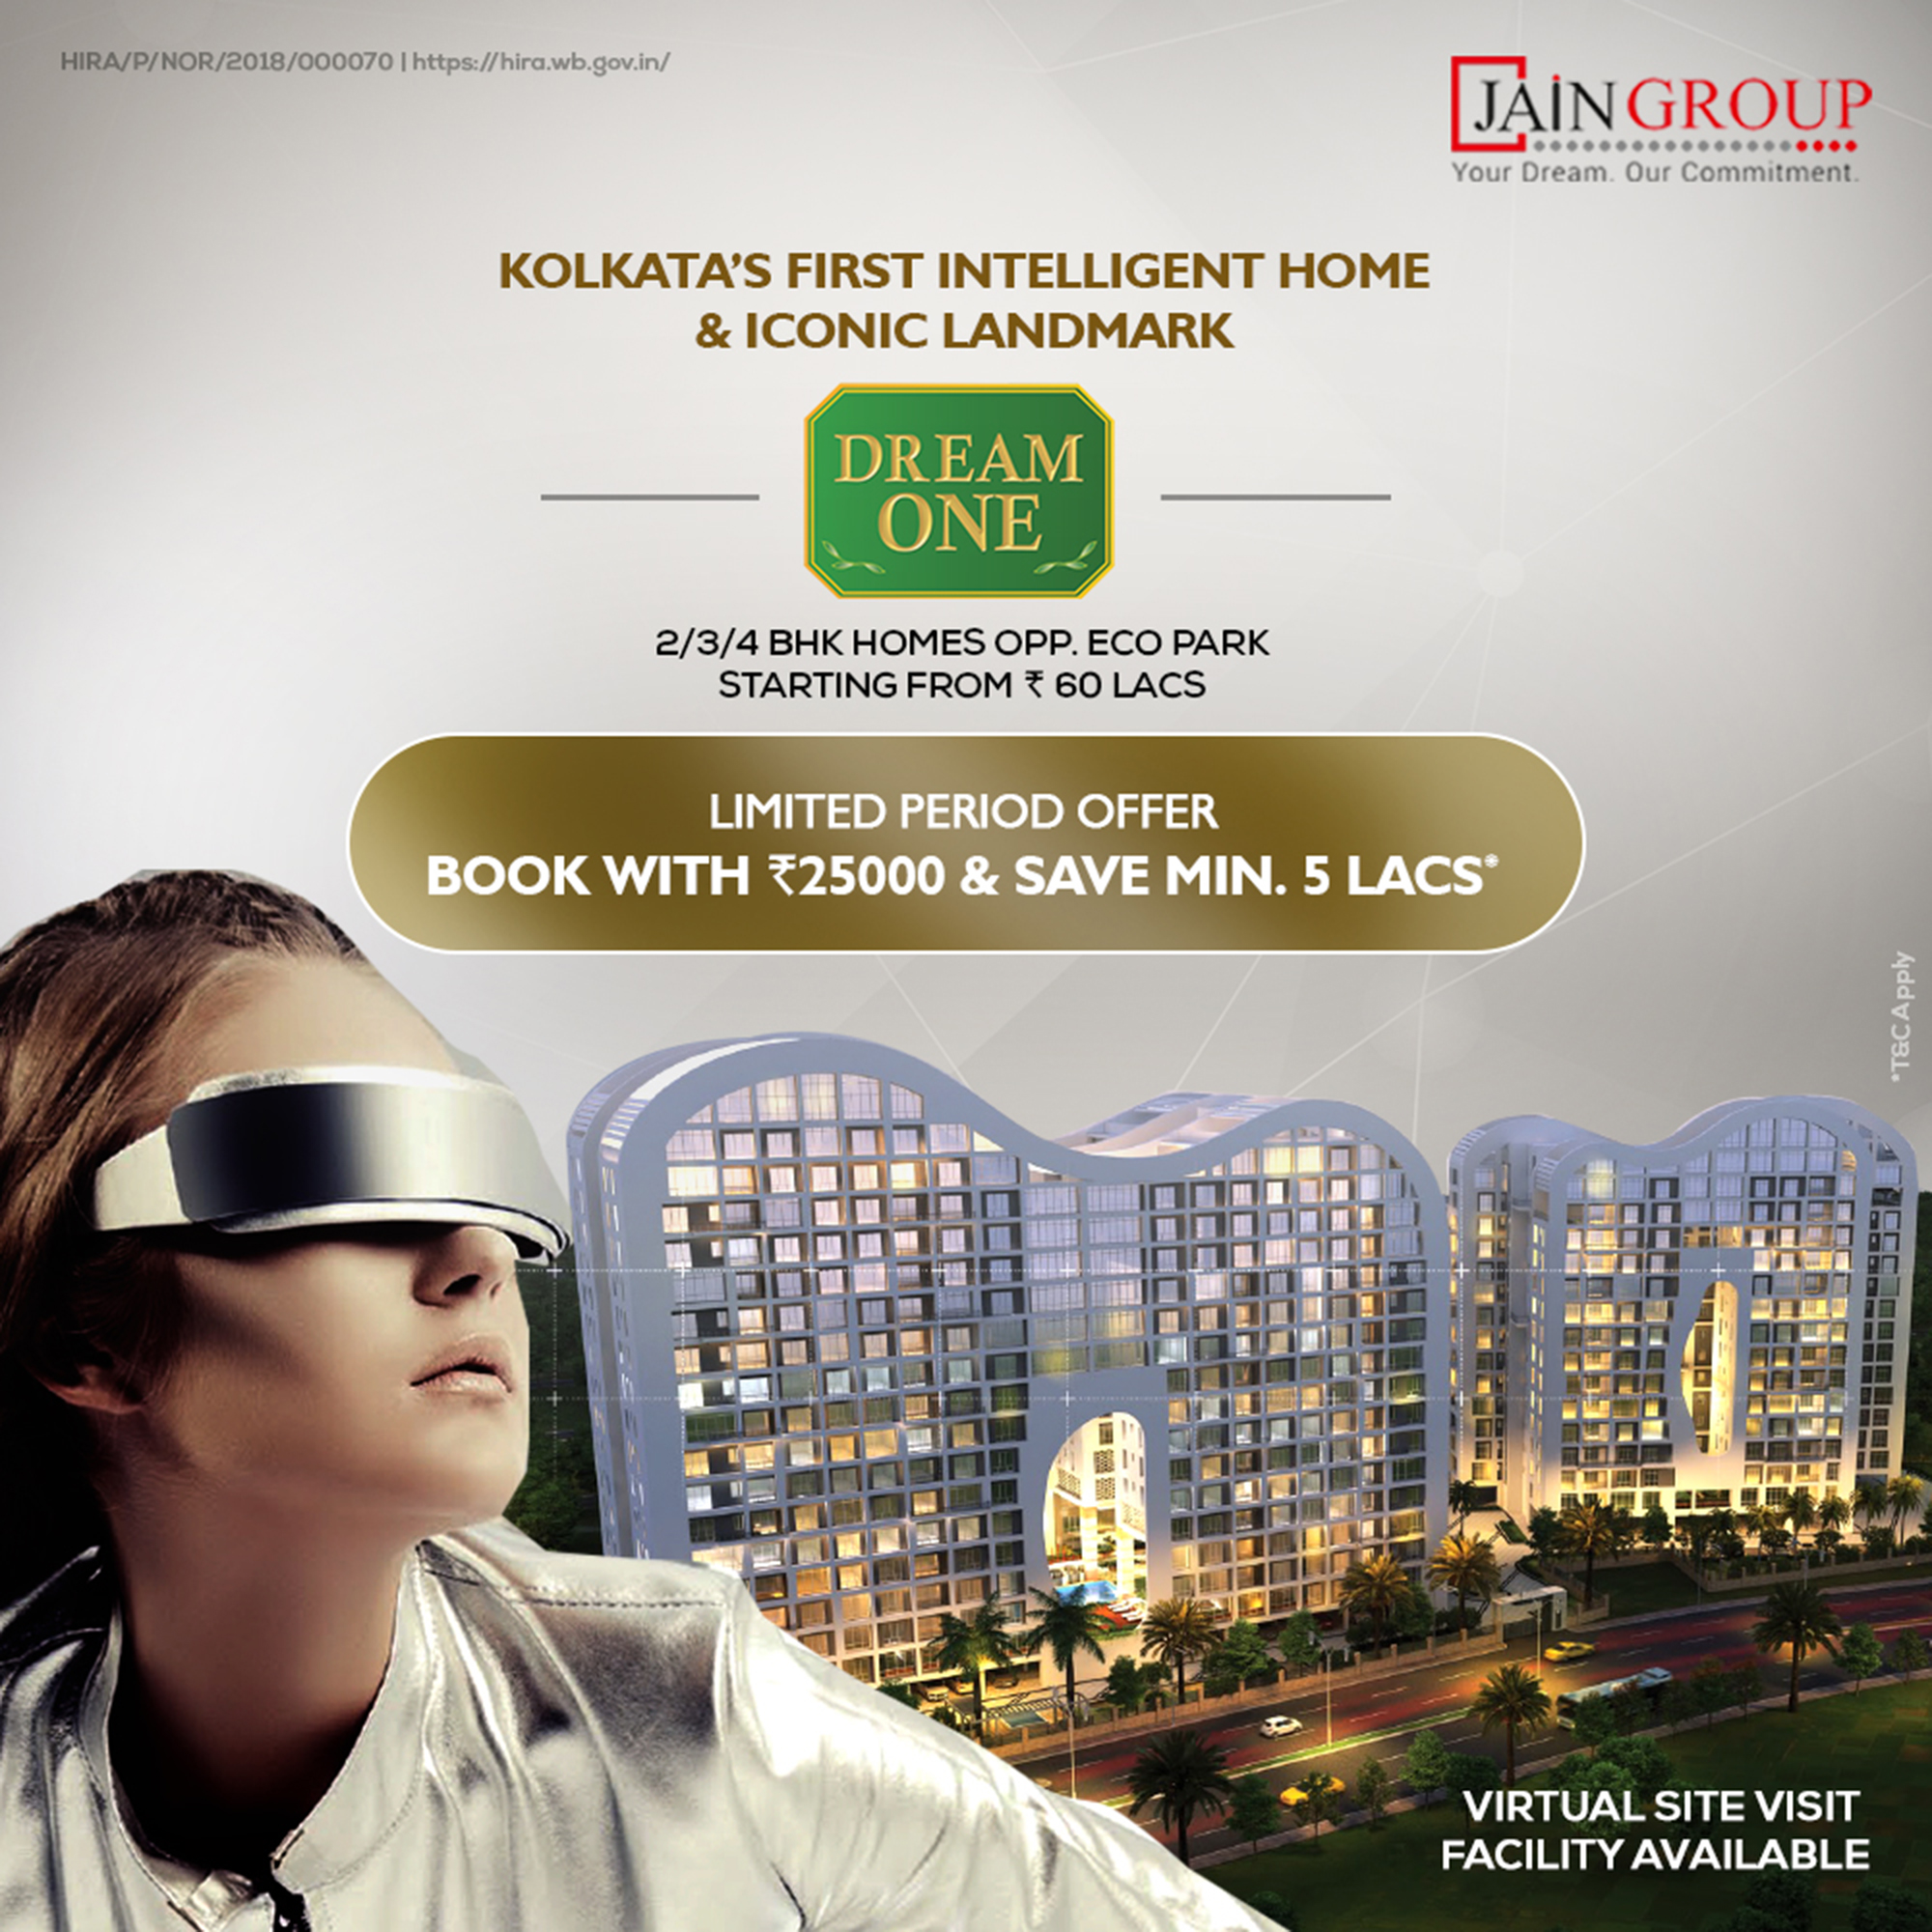 HIRA/P/NOR/2018/000070 | https://hira.wb.gov.in/
JAIN GROUP
Your Dream. Our Commitment.
KOLKATA'S FIRST INTELLIGENT HOME
& ICONIC LANDMARK
DREAM
ONE
2/3/4 BHK HOMES OPP. ECO PARK
STARTING FROM ₹ 60 LACS
LIMITED PERIOD OFFER
BOOK WITH ₹25000 & SAVE MIN. 5 LACS*
*T&C Apply
VIRTUAL SITE VISIT
FACILITY AVAILABLE